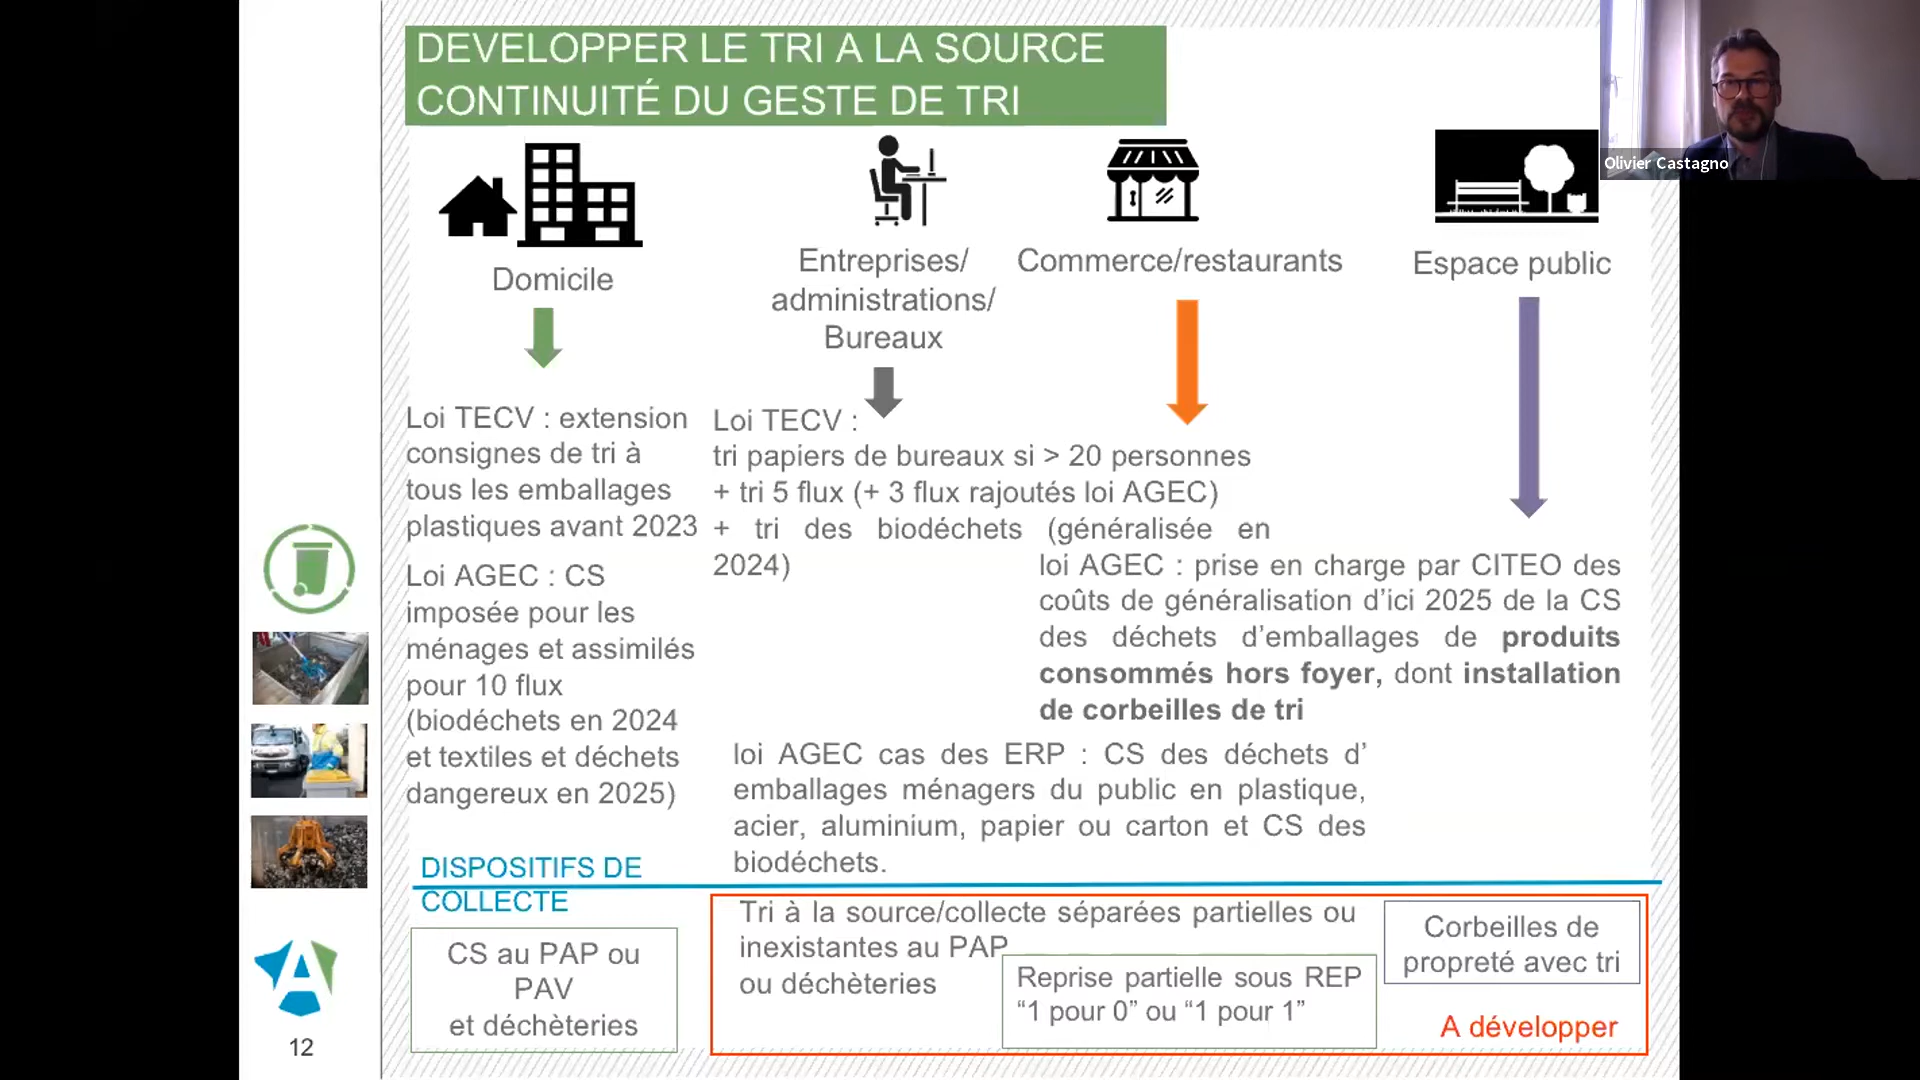 DEVELOPPER LE TRI A LA SOURCE
CONTINUITÉ DU GESTE DE TRI
Olivier Castagno
Domicile
Entreprises/
administrations/
Bureaux
Commerce/restaurants
Espace public
Loi TECV : extension
consignes de tri à
tous les emballages
plastiques avant 2023
Loi AGEC : CS
imposée pour les
ménages et assimilés
pour 10 flux
(biodéchets en 2024
et textiles et déchets
dangereux en 2025)
Loi TECV :
tri papiers de bureaux si > 20 personnes
+ tri 5 flux (+ 3 flux rajoutés loi AGEC)
+ tri des biodéchets (généralisée en
2024)
loi AGEC : prise en charge par CITEO des
coûts de généralisation d’ici 2025 de la CS
des déchets d’emballages de produits
consommés hors foyer, dont installation
de corbeilles de tri
loi AGEC cas des ERP : CS des déchets d’
emballages ménagers du public en plastique,
acier, aluminium, papier ou carton et CS des
biodéchets.
DISPOSITIFS DE
COLLECTE
CS au PAP ou
PAV
et déchèteries
Tri à la source/collecte séparées partielles ou
inexistantes au PAP
ou déchèteries
Reprise partielle sous REP
“1 pour 0” ou “1 pour 1”
Corbeilles de
propreté avec tri
A développer
12